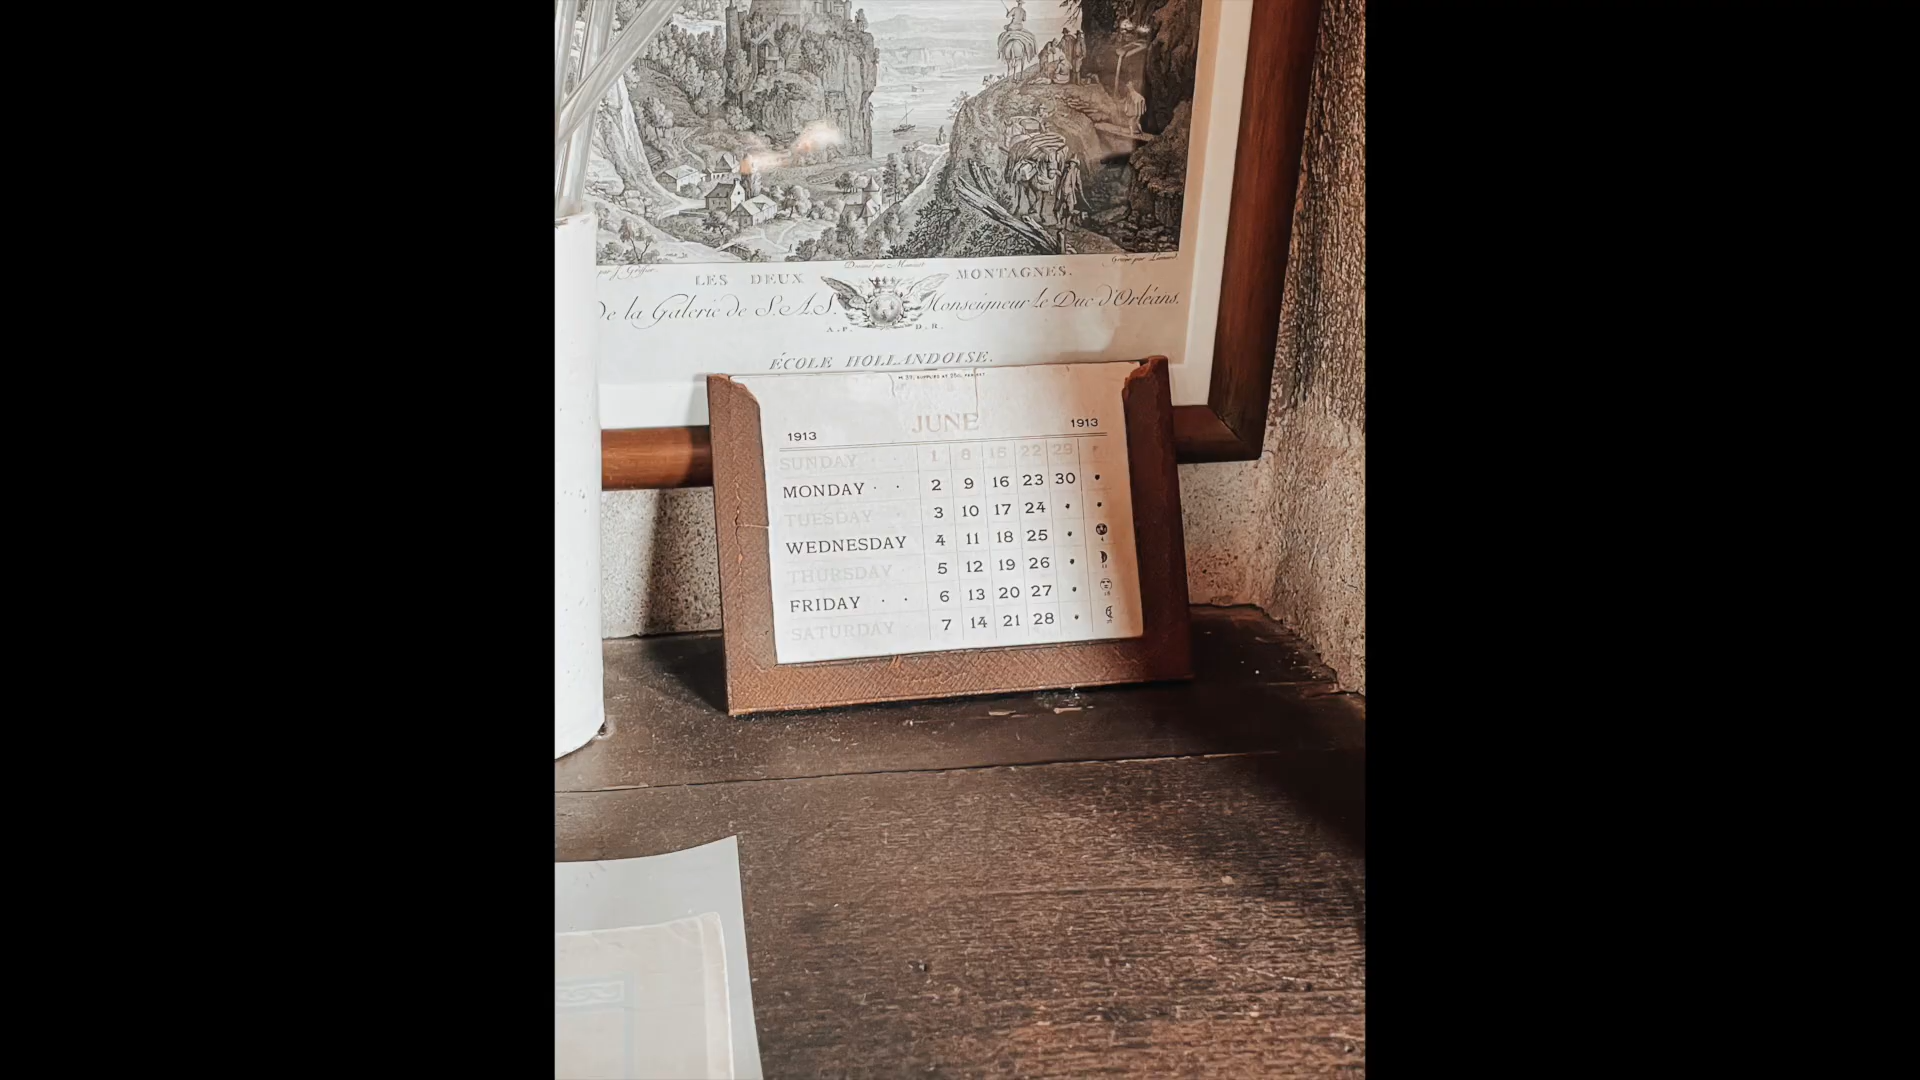 LES DEUX MONTAGNES.
De la Galerie de S. A. S. Monseigneur Le Duc d'Orléans.
A. P. D. R.
ÉCOLE HOLLANDOISE.
JUNE
1913 1913
SUNDAY 1 8 15 22 29
MONDAY 2 9 16 23 30
TUESDAY 3 10 17 24
WEDNESDAY 4 11 18 25
THURSDAY 5 12 19 26
FRIDAY 6 13 20 27
SATURDAY 7 14 21 28